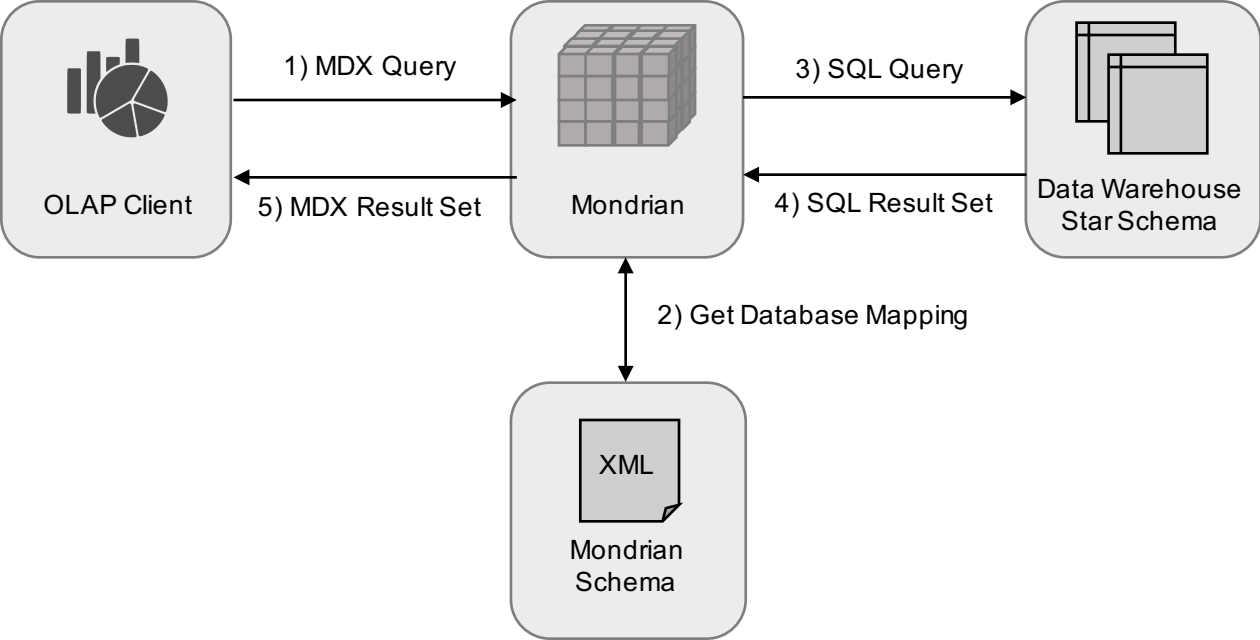 1) MDX Query
3) SQL Query
OLAP Client
5) MDX Result Set
Mondrian
4) SQL Result Set
Data Warehouse
Star Schema
2) Get Database Mapping
XML
Mondrian
Schema